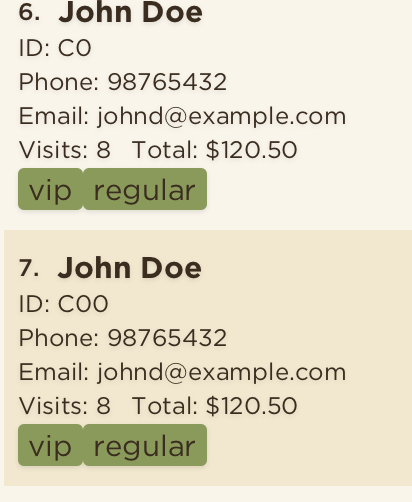 6. John Doe
ID: C0
Phone: 98765432
Email: johnd@example.com
Visits: 8 Total: $120.50
vip regular
7. John Doe
ID: C00
Phone: 98765432
Email: johnd@example.com
Visits: 8 Total: $120.50
vip regular